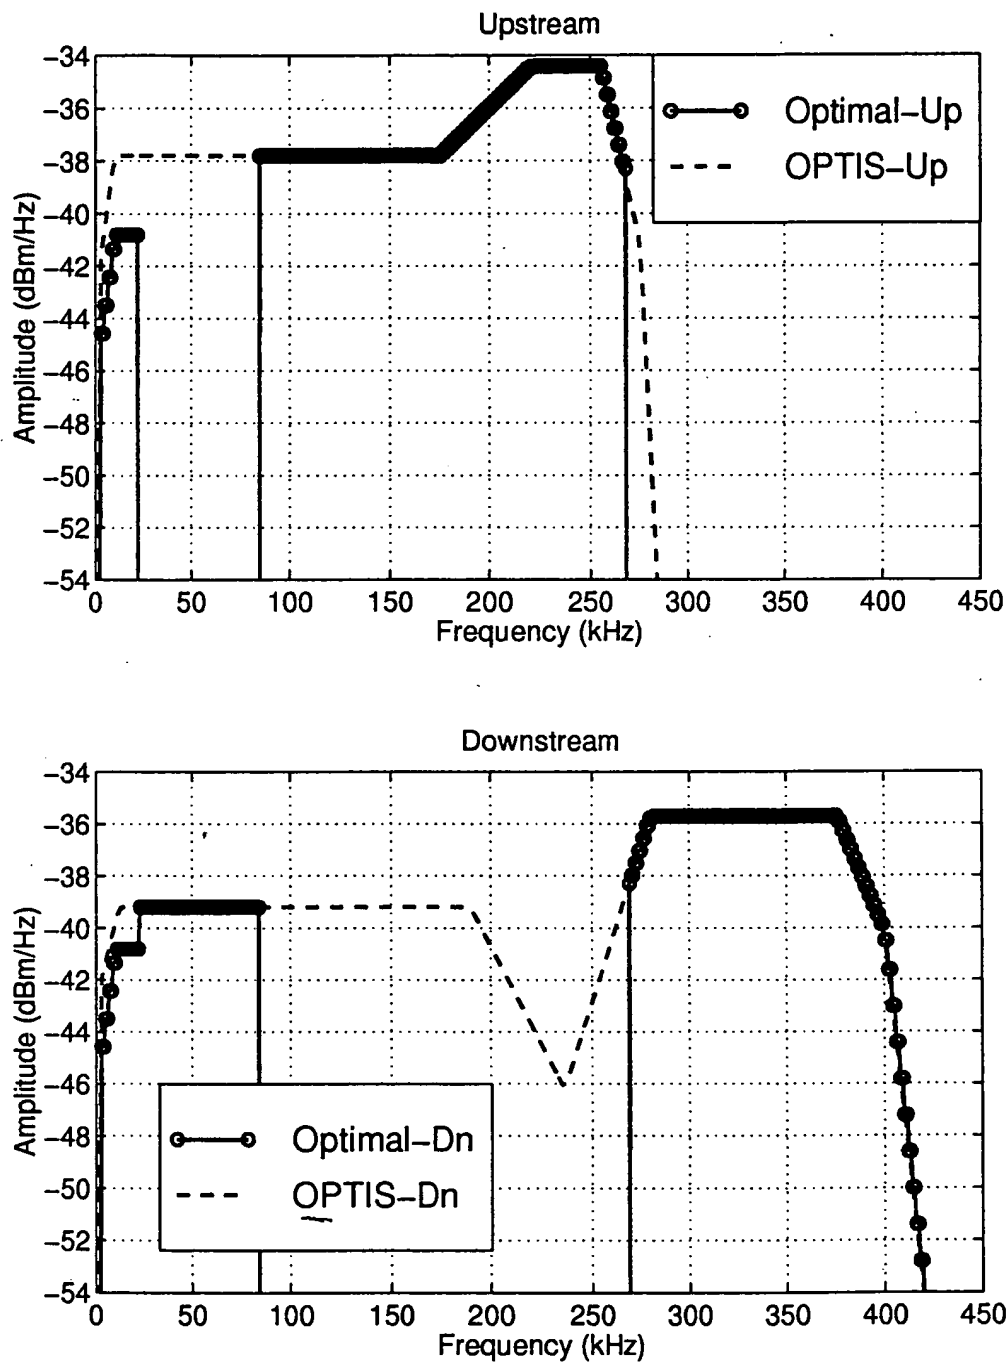 Upstream
−34
−36
−38
−40
−42
−44
−46
−48
−50
−52
−54
Amplitude (dBm/Hz)
Optimal−Up
OPTIS−Up
0 50 100 150 200 250 300 350 400 450
Frequency (kHz)
Downstream
−34
−36
−38
−40
−42
−44
−46
−48
−50
−52
−54
Amplitude (dBm/Hz)
Optimal−Dn
OPTIS−Dn
0 50 100 150 200 250 300 350 400 450
Frequency (kHz)